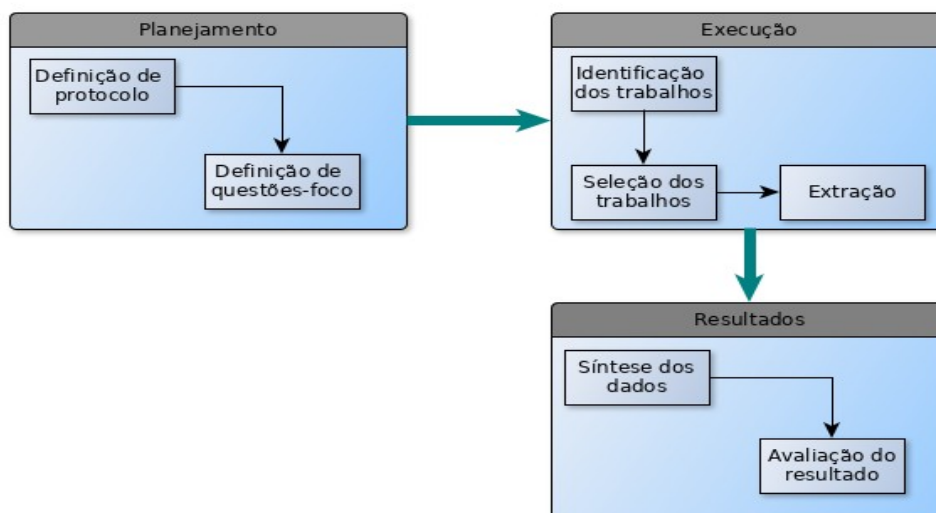 Planejamento
Definição de
protocolo
Definição de
questões-foco
Execução
Identificação
dos trabalhos
Seleção dos
trabalhos
Extração
Resultados
Síntese dos
dados
Avaliação do
resultado